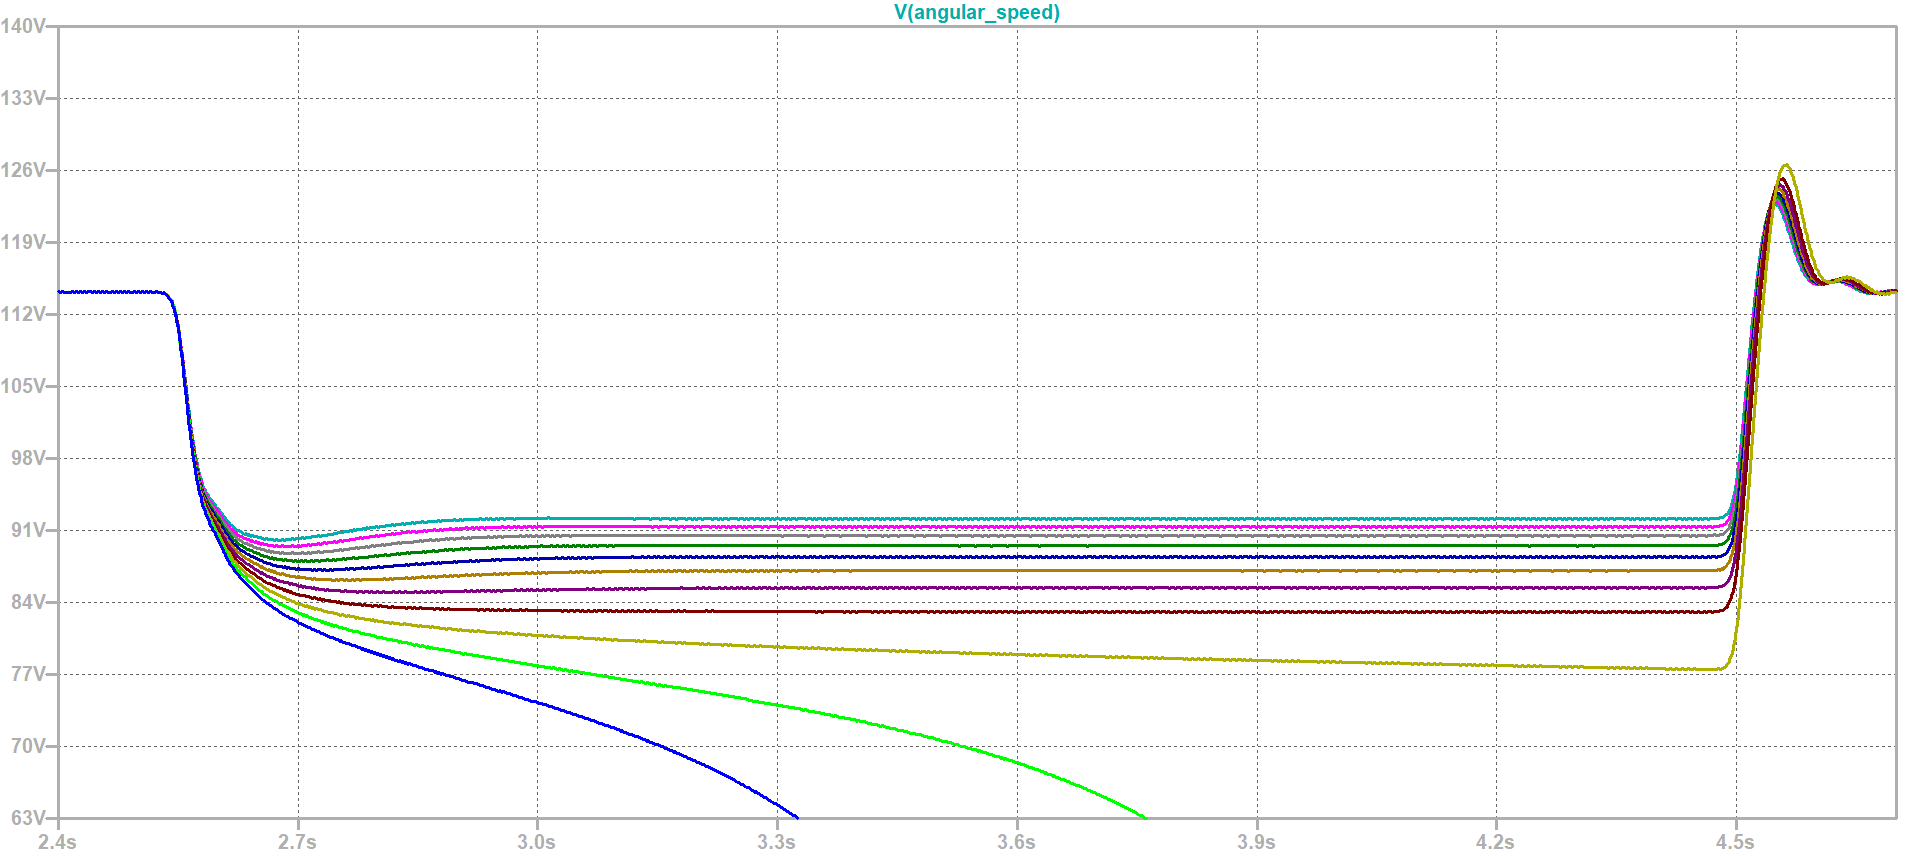 V(angular_speed)
140V
133V
126V
119V
112V
105V
98V
91V
84V
77V
70V
63V
2.4s 2.7s 3.0s 3.3s 3.6s 3.9s 4.2s 4.5s